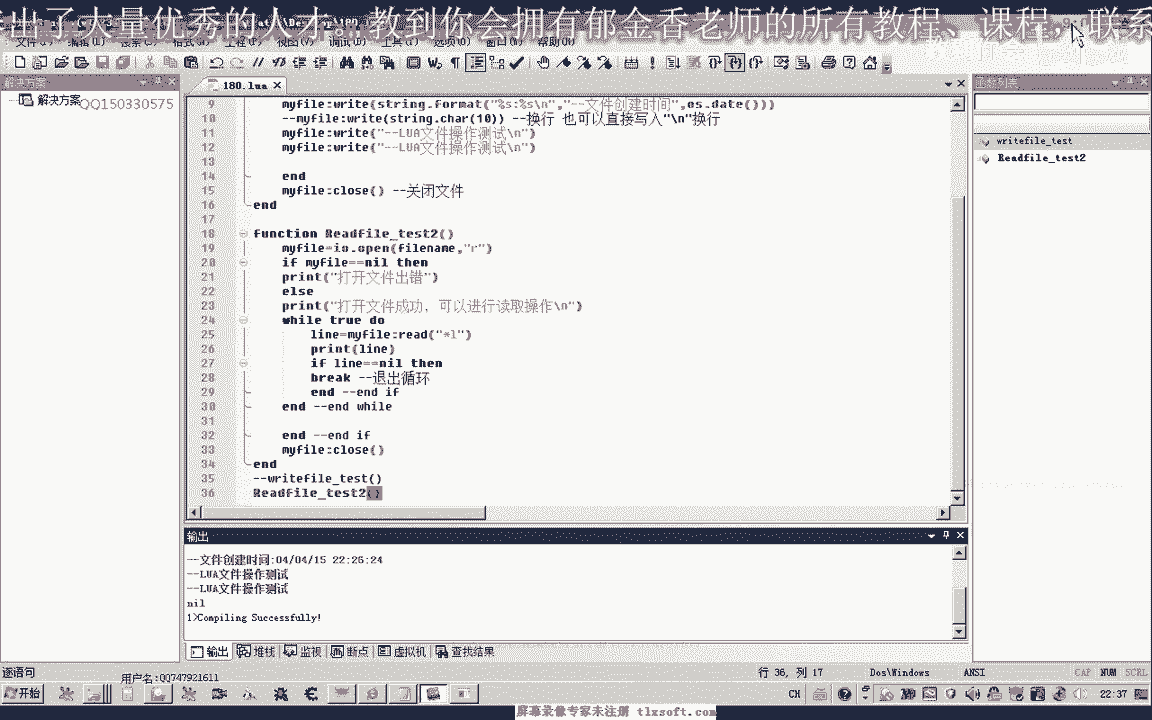 出了大量优秀的人才。教到你会拥有郁金香老师的所有教程、课程，联系
解决方案
180.lua ×
函数列表
解决方案QQ150330575
writefile_test
Readfile_test2
9 myfile:write(string.format("%s:%s\n","--文件创建时间",os.date()))
10 --myfile:write(string.char(10)) --换行 也可以直接写入"\n"换行
11 myfile:write("--LUA文件操作测试\n")
12 myfile:write("--LUA文件操作测试\n")
13
14 end
15 myfile:close() --关闭文件
16 end
17
18 function Readfile_test2()
19 myfile=io.open(filename,"r")
20 if myfile==nil then
21 print("打开文件出错")
22 else
23 print("打开文件成功，可以进行读取操作\n")
24 while true do
25 line=myfile:read("*l")
26 print(line)
27 if line==nil then
28 break --退出循环
29 end --end if
30 end --end while
31
32 end --end if
33 myfile:close()
34 end
35 --writefile_test()
36 Readfile_test2()
输出
--文件创建时间:04/04/15 22:26:24
--LUA文件操作测试
--LUA文件操作测试
nil
1>Compiling Successfully!
输出 堆栈 监视 断点 虚拟机 查找结果
逐语句 行 36, 列 17 Dos\Windows ANSI CAP NUM SCRL
用户名:QQ747921611
开始 CH 22:37
屏幕录像专家未注册 tlxsoft.com